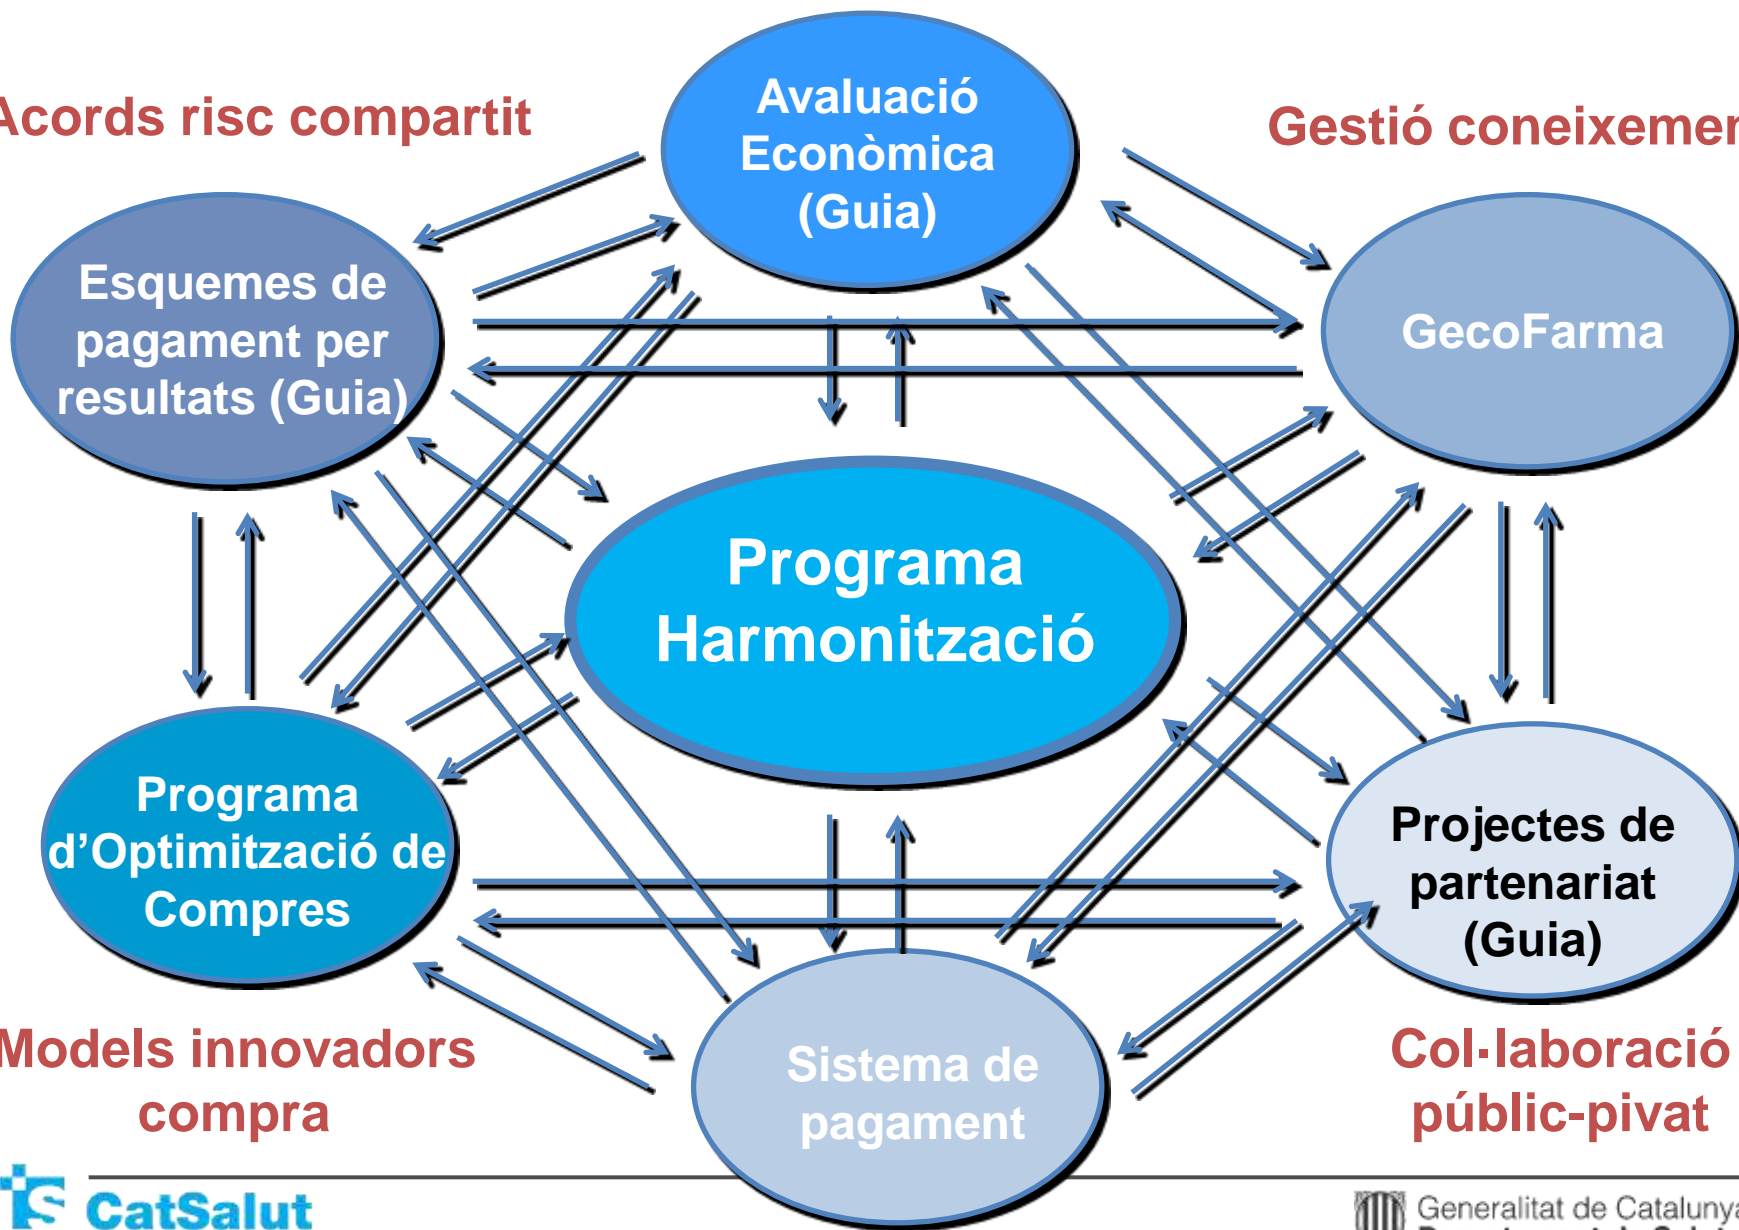 Acords risc compartit
Avaluació
Econòmica
(Guia)
Gestió
Esquemes de
pagament per
resultats (Guia)
GecoFarma
Programa
Harmonització
Programa
d’Optimització de
Compres
Projectes de
partenariat
(Guia)
Models innovadors
compra
Sistema de
pagament
Col·laboració
públic-pivat
CatSalut
Generalitat de Catalunya